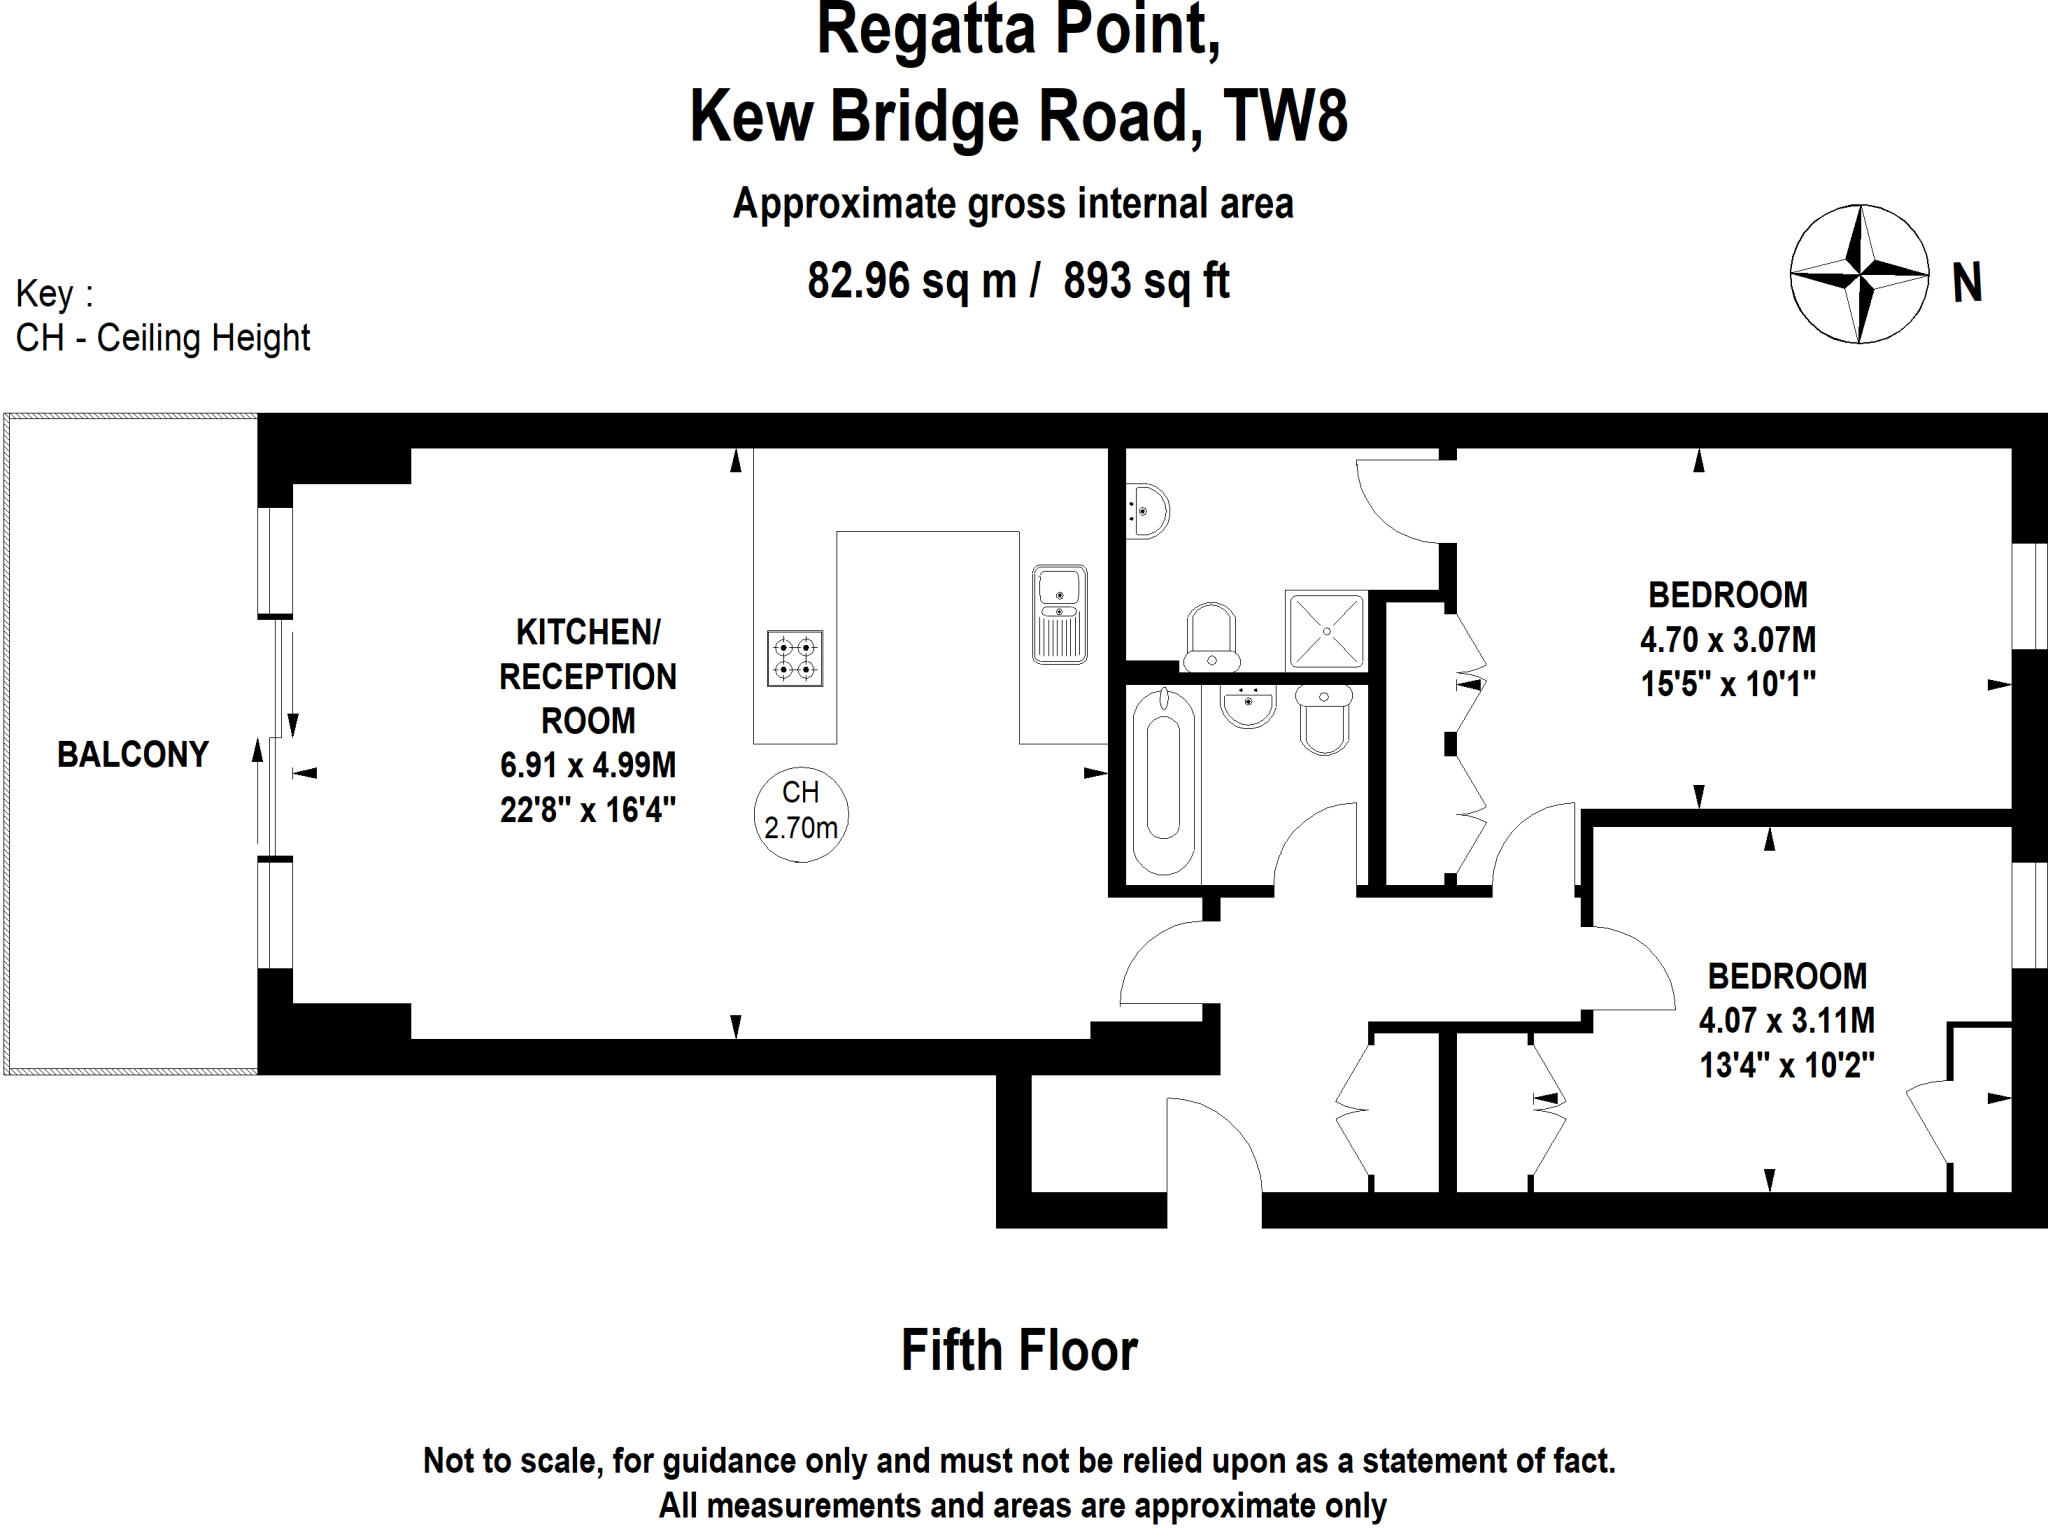 Regatta Point,
Kew Bridge Road, TW8
Approximate gross internal area
82.96 sq m / 893 sq ft
Key :
CH - Ceiling Height
N
BALCONY
KITCHEN/
RECEPTION
ROOM
6.91 x 4.99M
22'8" x 16'4"
CH
2.70m
BEDROOM
4.70 x 3.07M
15'5" x 10'1"
BEDROOM
4.07 x 3.11M
13'4" x 10'2"
Fifth Floor
Not to scale, for guidance only and must not be relied upon as a statement of fact.
All measurements and areas are approximate only